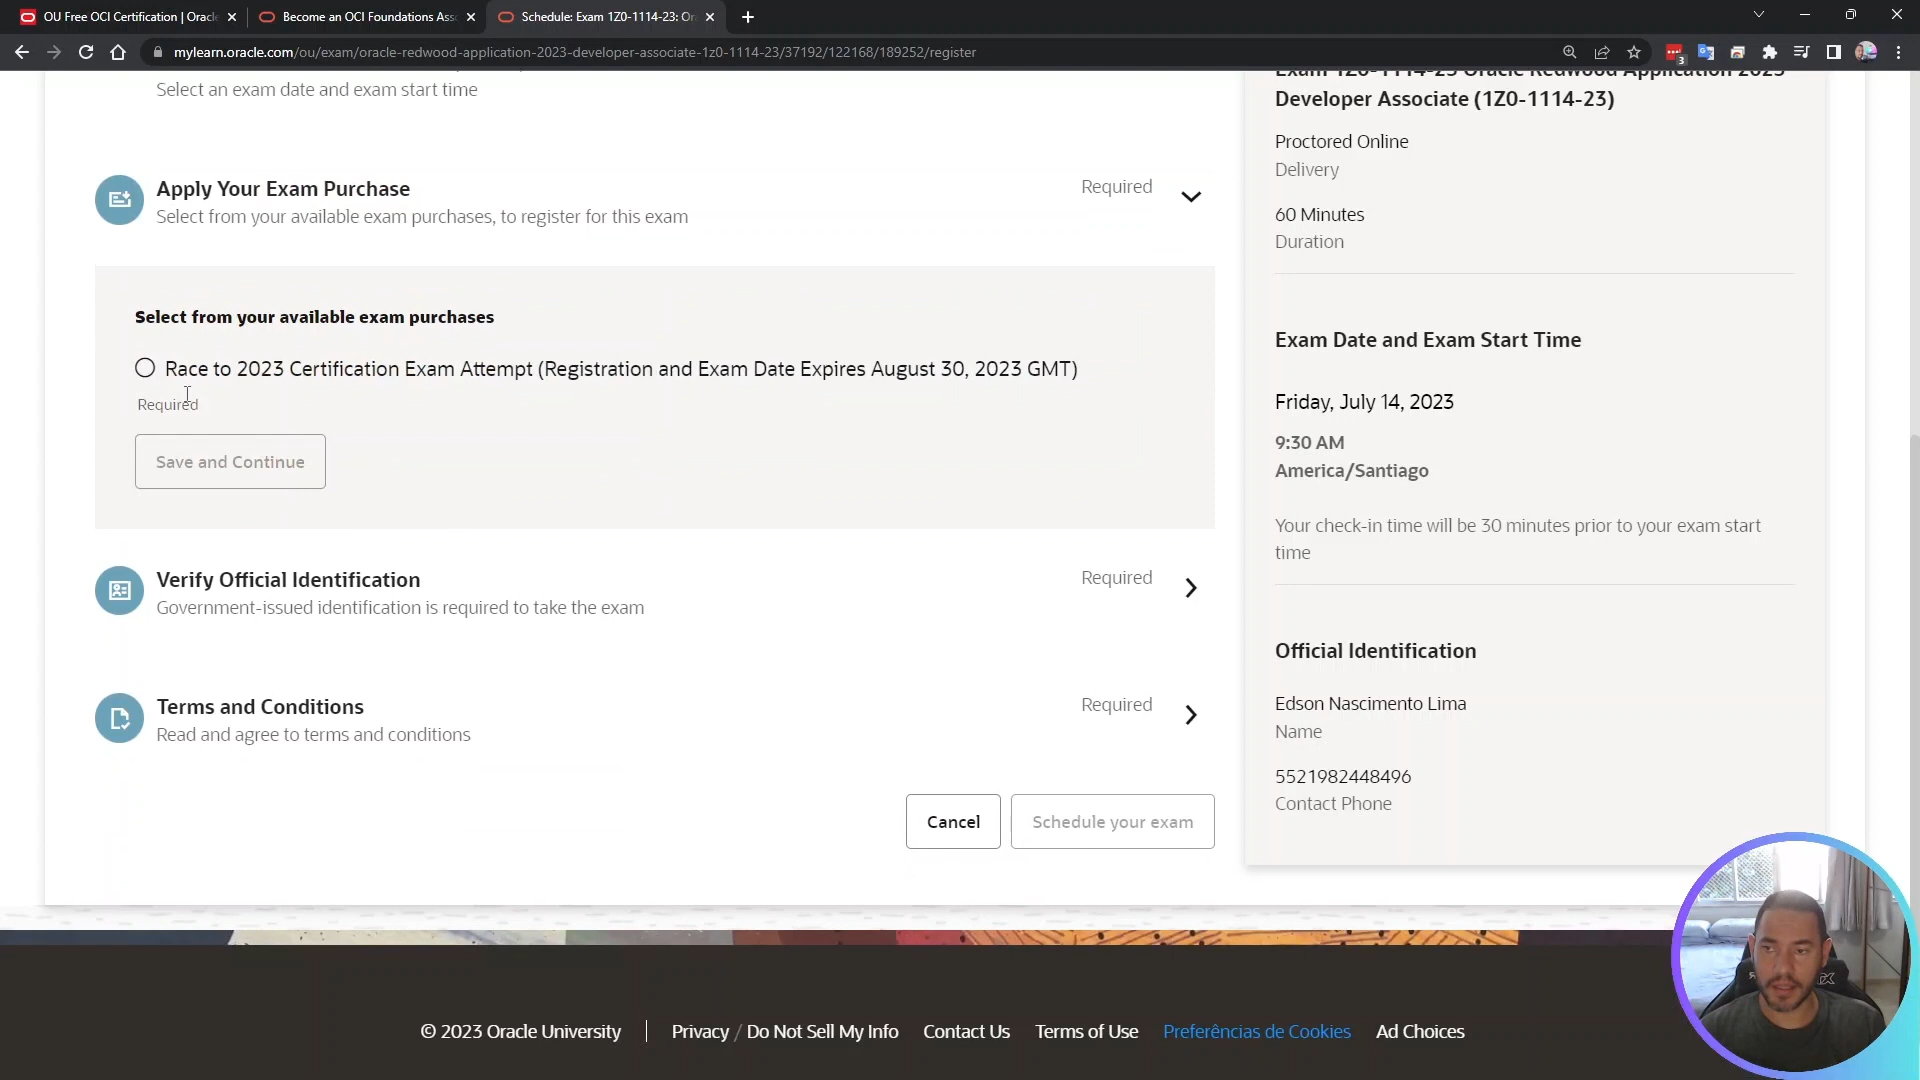 OU Free OCI Certification | Oracle
Become an OCI Foundations Ass
Schedule: Exam 1Z0-1114-23: Or
mylearn.oracle.com/ou/exam/oracle-redwood-application-2023-developer-associate-1z0-1114-23/37192/122168/189252/register
3
Select an exam date and exam start time
Apply Your Exam Purchase
Required
Select from your available exam purchases, to register for this exam
Select from your available exam purchases
Race to 2023 Certification Exam Attempt (Registration and Exam Date Expires August 30, 2023 GMT)
Required
Save and Continue
Verify Official Identification
Required
Government-issued identification is required to take the exam
Terms and Conditions
Required
Read and agree to terms and conditions
Cancel
Schedule your exam
Exam 1Z0-1114-23 Oracle Redwood Application 2023
Developer Associate (1Z0-1114-23)
Proctored Online
Delivery
60 Minutes
Duration
Exam Date and Exam Start Time
Friday, July 14, 2023
9:30 AM
America/Santiago
Your check-in time will be 30 minutes prior to your exam start
time
Official Identification
Edson Nascimento Lima
Name
5521982448496
Contact Phone
© 2023 Oracle University | Privacy / Do Not Sell My Info Contact Us Terms of Use Preferências de Cookies Ad Choices